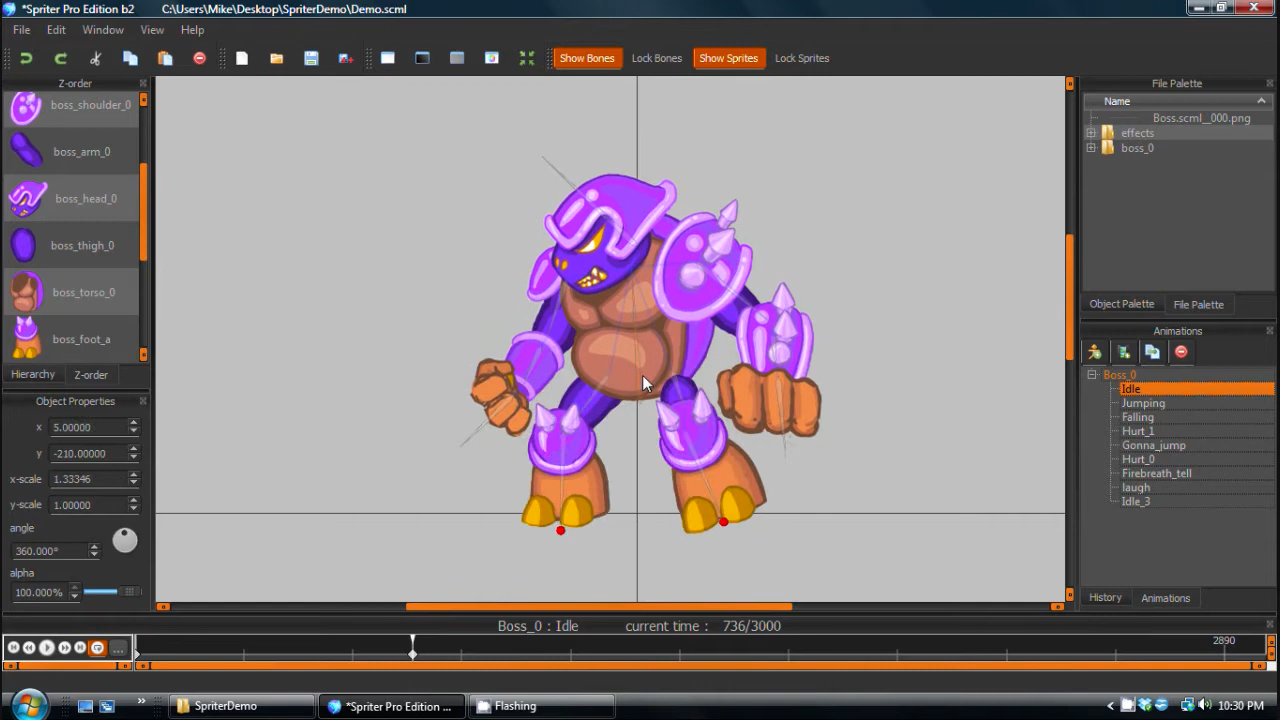 *Spriter Pro Edition b2 C:\Users\Mike\Desktop\SpriterDemo\Demo.scml
File Edit Window View Help
Show Bones Lock Bones Show Sprites Lock Sprites
Z-order
boss_shoulder_0
boss_arm_0
boss_head_0
boss_thigh_0
boss_torso_0
boss_foot_a
Hierarchy Z-order
Object Properties
x 5.00000
y -210.00000
x-scale 1.33346
y-scale 1.00000
angle
360.000°
alpha
100.000%
File Palette
Name
Boss.scml__000.png
effects
boss_0
Object Palette File Palette
Animations
Boss_0
Idle
Jumping
Falling
Hurt_1
Gonna_jump
Hurt_0
Firebreath_tell
laugh
Idle_3
History Animations
Boss_0 : Idle current time : 736/3000
...
2890
» SpriterDemo *Spriter Pro Edition ... Flashing 10:30 PM